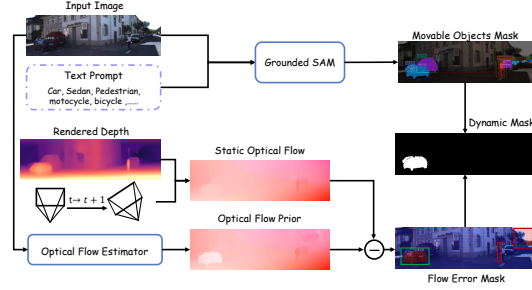 Input Image
Text Prompt
Car, Sedan, Pedestrian,
motocycle, bicycle ,......
Grounded SAM
Movable Objects Mask
Dynamic Mask
Rendered Depth
t→ t + 1
Static Optical Flow
Optical Flow Prior
Optical Flow Estimator
Flow Error Mask